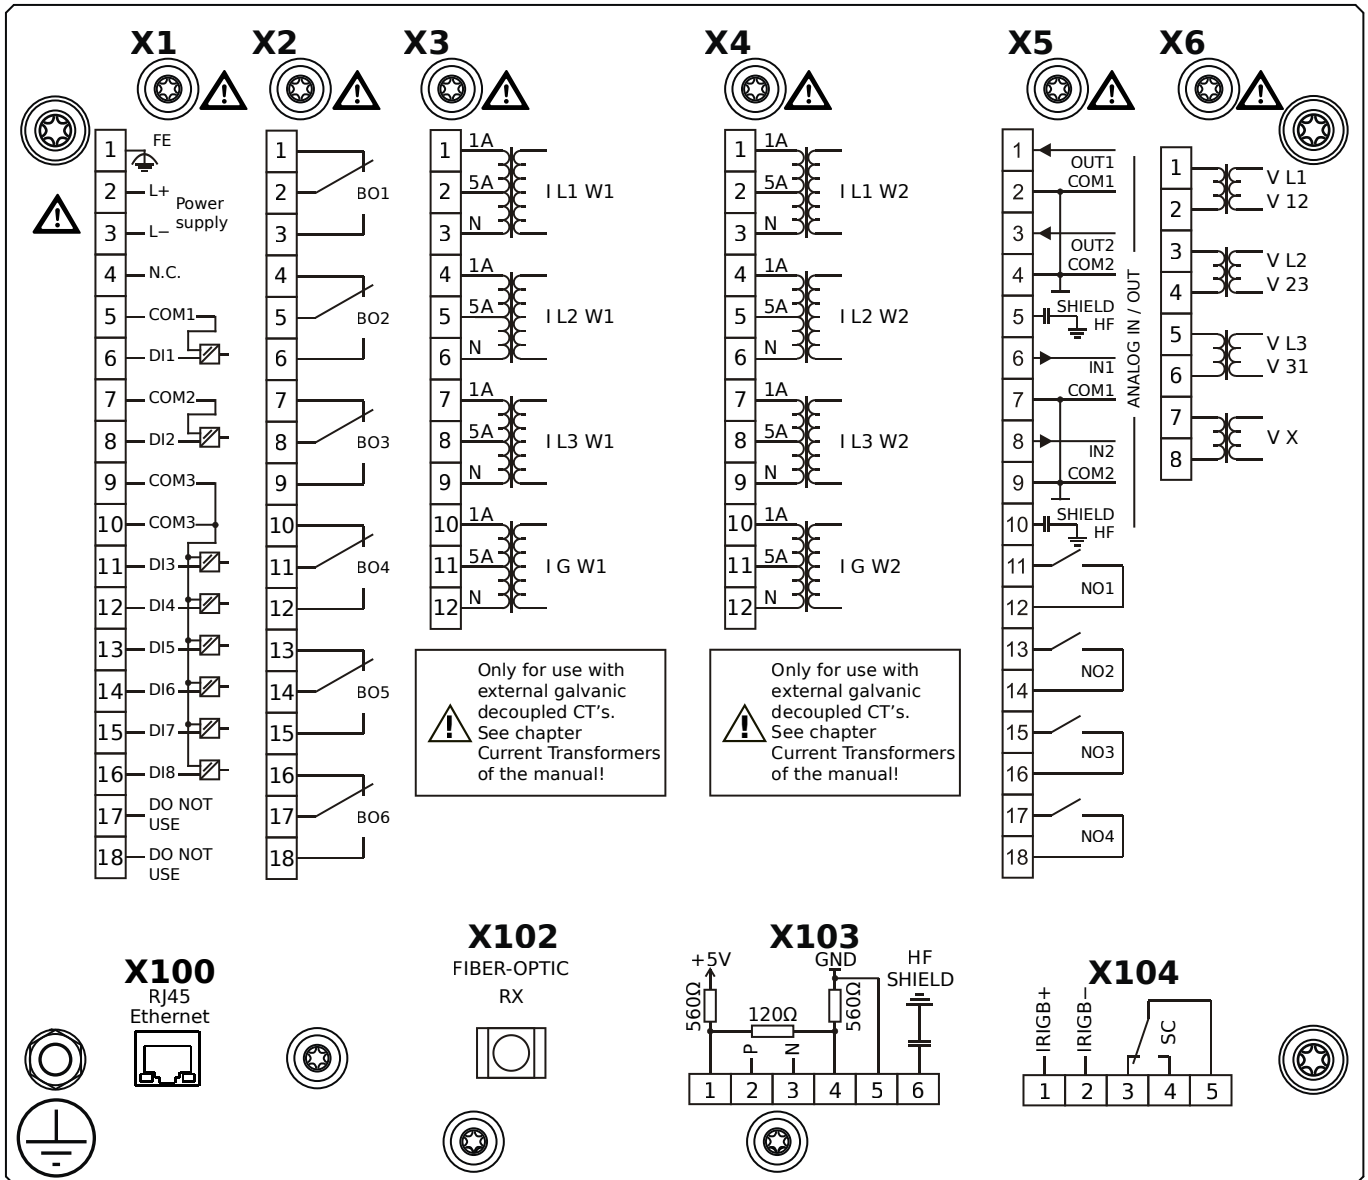 X1
X2
X3
X4
X5
X6
1
FE
2
L+
Power
supply
3
L−
4
N.C.
5
COM1
6
DI1
7
COM2
8
DI2
9
COM3
10
COM3
11
DI3
12
DI4
13
DI5
14
DI6
15
DI7
16
DI8
17
DO NOT
USE
18
DO NOT
USE
1
2
BO1
3
4
5
BO2
6
7
8
BO3
9
10
11
BO4
12
13
14
BO5
15
16
17
BO6
18
1
1A
2
5A
I L1 W1
3
N
4
1A
5
5A
I L2 W1
6
N
7
1A
8
5A
I L3 W1
9
N
10
1A
11
5A
I G W1
12
N
Only for use with
external galvanic
decoupled CT's.
See chapter
Current Transformers
of the manual!
1
1A
2
5A
I L1 W2
3
N
4
1A
5
5A
I L2 W2
6
N
7
1A
8
5A
I L3 W2
9
N
10
1A
11
5A
I G W2
12
N
Only for use with
external galvanic
decoupled CT's.
See chapter
Current Transformers
of the manual!
1
OUT1
2
COM1
3
OUT2
4
COM2
5
SHIELD
HF
6
IN1
7
COM1
8
IN2
9
COM2
10
SHIELD
HF
ANALOG IN / OUT
11
NO1
12
13
NO2
14
15
NO3
16
17
NO4
18
1
V L1
2
V 12
3
V L2
4
V 23
5
V L3
6
V 31
7
V X
8
X100
RJ45
Ethernet
X102
FIBER-OPTIC
RX
X103
+5V
GND
HF
SHIELD
560Ω
120Ω
560Ω
P
N
1 2 3 4 5 6
X104
IRIGB+
IRIGB−
SC
1 2 3 4 5